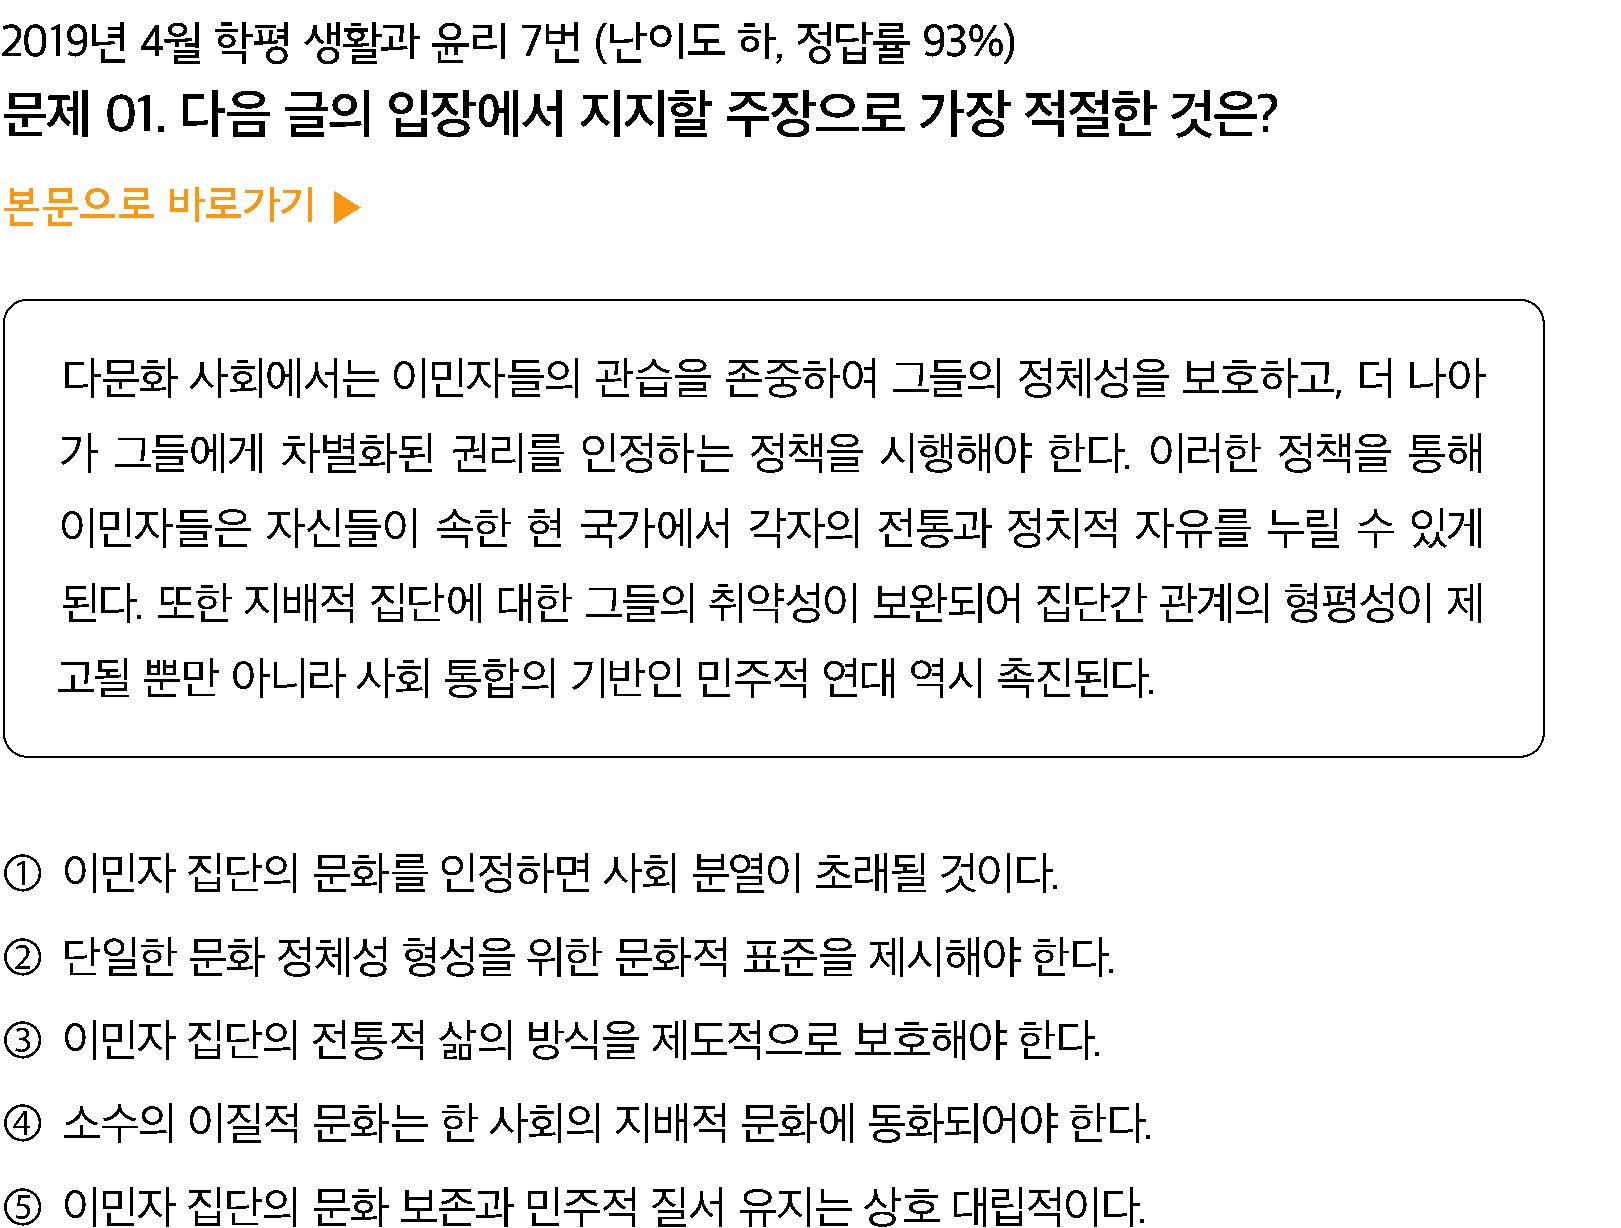 2019년 4월 학평 생활과 윤리 7번 (난이도 하, 정답률 93%)
문제 01. 다음 글의 입장에서 지지할 주장으로 가장 적절한 것은?
본문으로 바로가기 ▶
다문화 사회에서는 이민자들의 관습을 존중하여 그들의 정체성을 보호하고, 더 나아
가 그들에게 차별화된 권리를 인정하는 정책을 시행해야 한다. 이러한 정책을 통해
이민자들은 자신들이 속한 현 국가에서 각자의 전통과 정치적 자유를 누릴 수 있게
된다. 또한 지배적 집단에 대한 그들의 취약성이 보완되어 집단간 관계의 형평성이 제
고될 뿐만 아니라 사회 통합의 기반인 민주적 연대 역시 촉진된다.
① 이민자 집단의 문화를 인정하면 사회 분열이 초래될 것이다.
② 단일한 문화 정체성 형성을 위한 문화적 표준을 제시해야 한다.
③ 이민자 집단의 전통적 삶의 방식을 제도적으로 보호해야 한다.
④ 소수의 이질적 문화는 한 사회의 지배적 문화에 동화되어야 한다.
⑤ 이민자 집단의 문화 보존과 민주적 질서 유지는 상호 대립적이다.